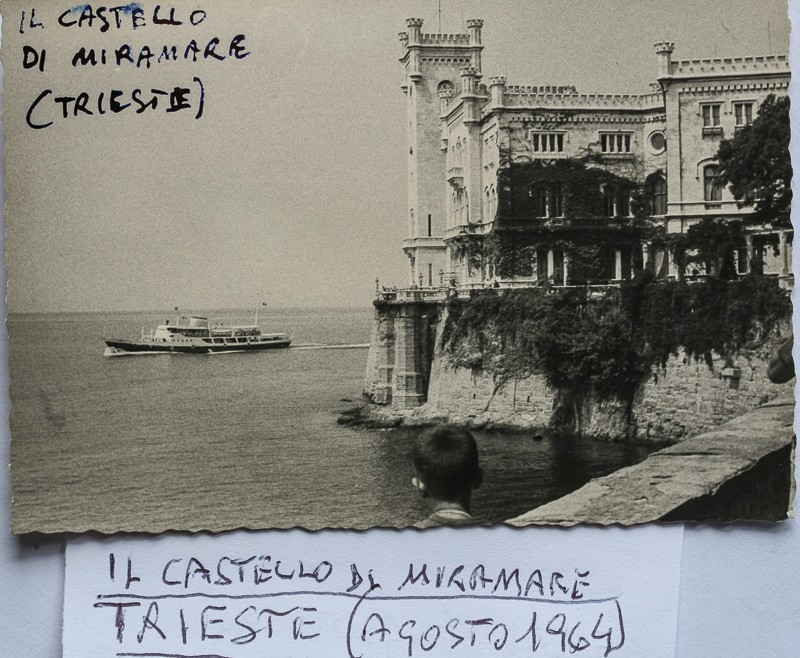 IL CASTELLO
DI MIRAMARE
(TRIESTE)
IL CASTELLO DI MIRAMARE
TRIESTE (AGOSTO 1964)